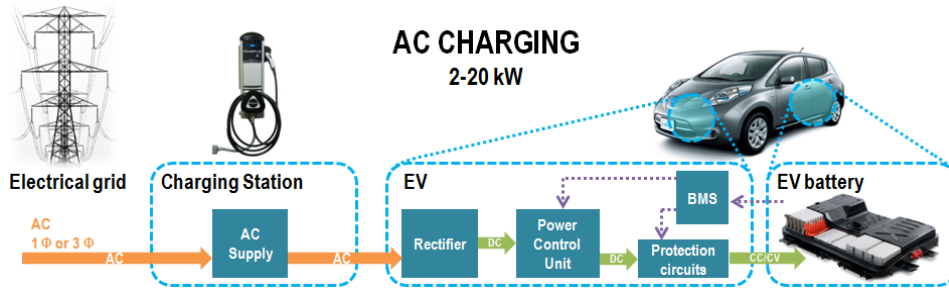 AC CHARGING
2-20 kW
Electrical grid
Charging Station
EV
EV battery
AC
1 Φ or 3 Φ
AC
AC
Supply
AC
Rectifier
DC
Power
Control
Unit
DC
BMS
Protection
circuits
CC/CV